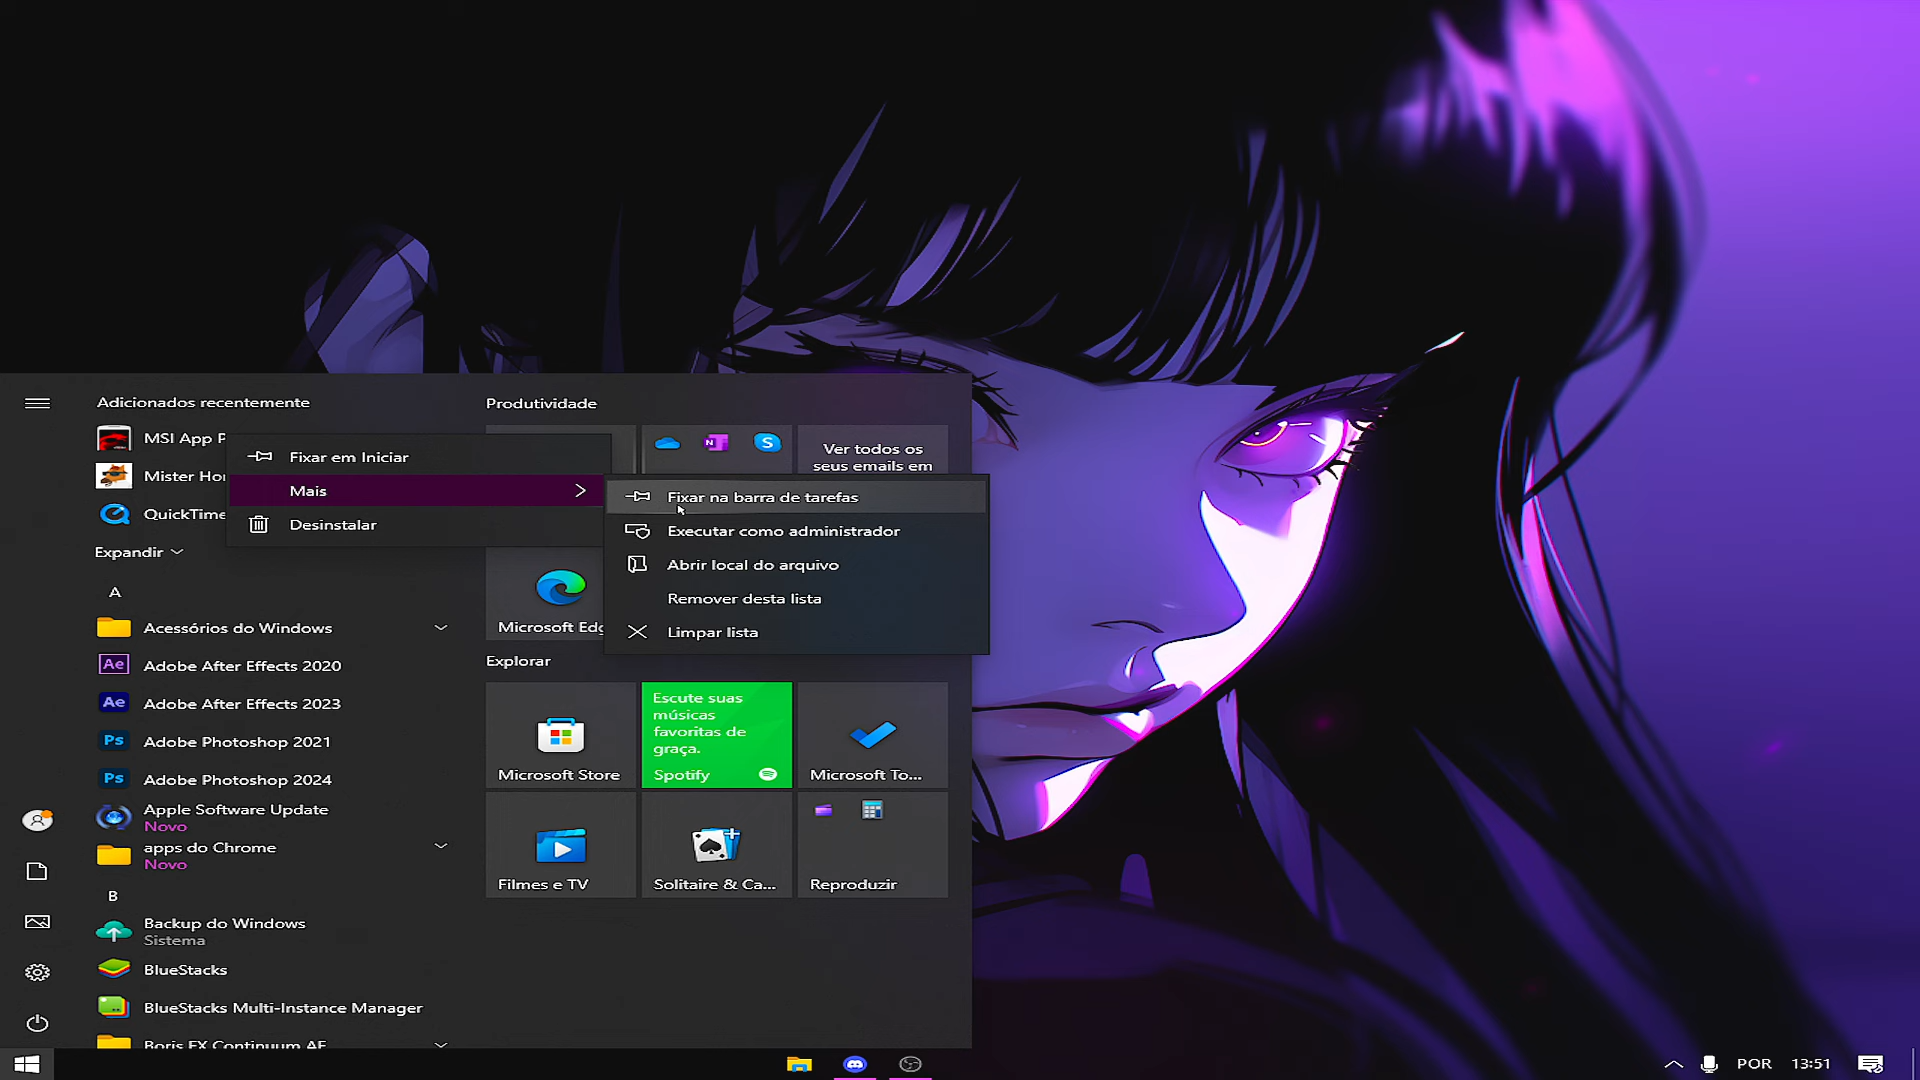 Adicionados recentemente
MSI App P
Mister Ho
QuickTime
Expandir
A
Acessórios do Windows
Ae Adobe After Effects 2020
Ae Adobe After Effects 2023
Ps Adobe Photoshop 2021
Ps Adobe Photoshop 2024
Apple Software Update
Novo
apps do Chrome
Novo
B
Backup do Windows
Sistema
BlueStacks
BlueStacks Multi-Instance Manager
Boris FX Continuum AE
Fixar em Iniciar
Mais
Desinstalar
Fixar na barra de tarefas
Executar como administrador
Abrir local do arquivo
Remover desta lista
Limpar lista
Produtividade
N
S
Ver todos os
seus emails em
Microsoft Edg
Explorar
Microsoft Store
Escute suas
músicas
favoritas de
graça.
Spotify
Microsoft To...
Filmes e TV
Solitaire & Ca...
Reproduzir
POR
13:51